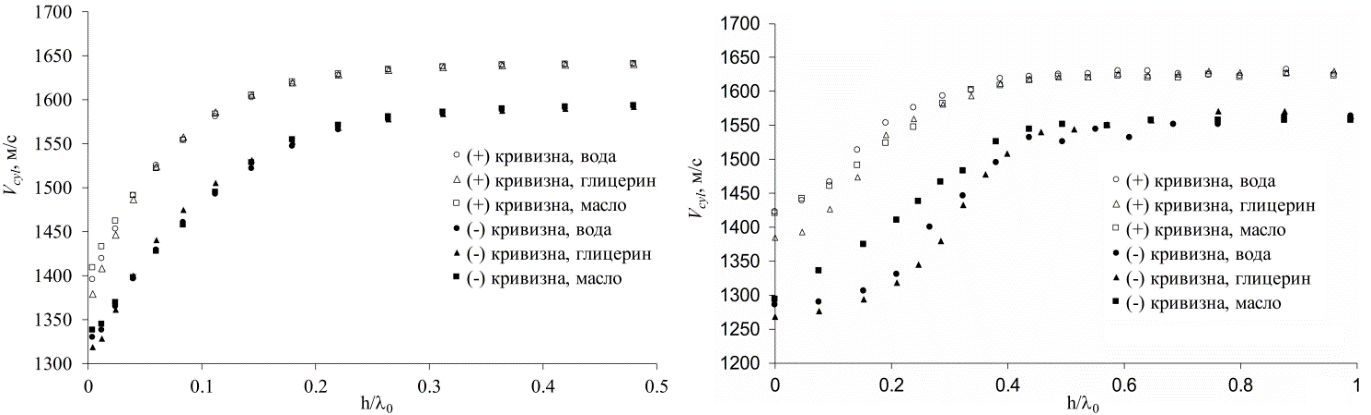 1700
1650
1600
1550
1500
1450
1400
1350
1300
V_cyl, м/с
0
0.1
0.2
0.3
0.4
0.5
h/λ₀
(+) кривизна, вода
(+) кривизна, глицерин
(+) кривизна, масло
(-) кривизна, вода
(-) кривизна, глицерин
(-) кривизна, масло
1700
1650
1600
1550
1500
1450
1400
1350
1300
1250
1200
V_cyl, м/с
0
0.2
0.4
0.6
0.8
1
h/λ₀
(+) кривизна, вода
(+) кривизна, глицерин
(+) кривизна, масло
(-) кривизна, вода
(-) кривизна, глицерин
(-) кривизна, масло